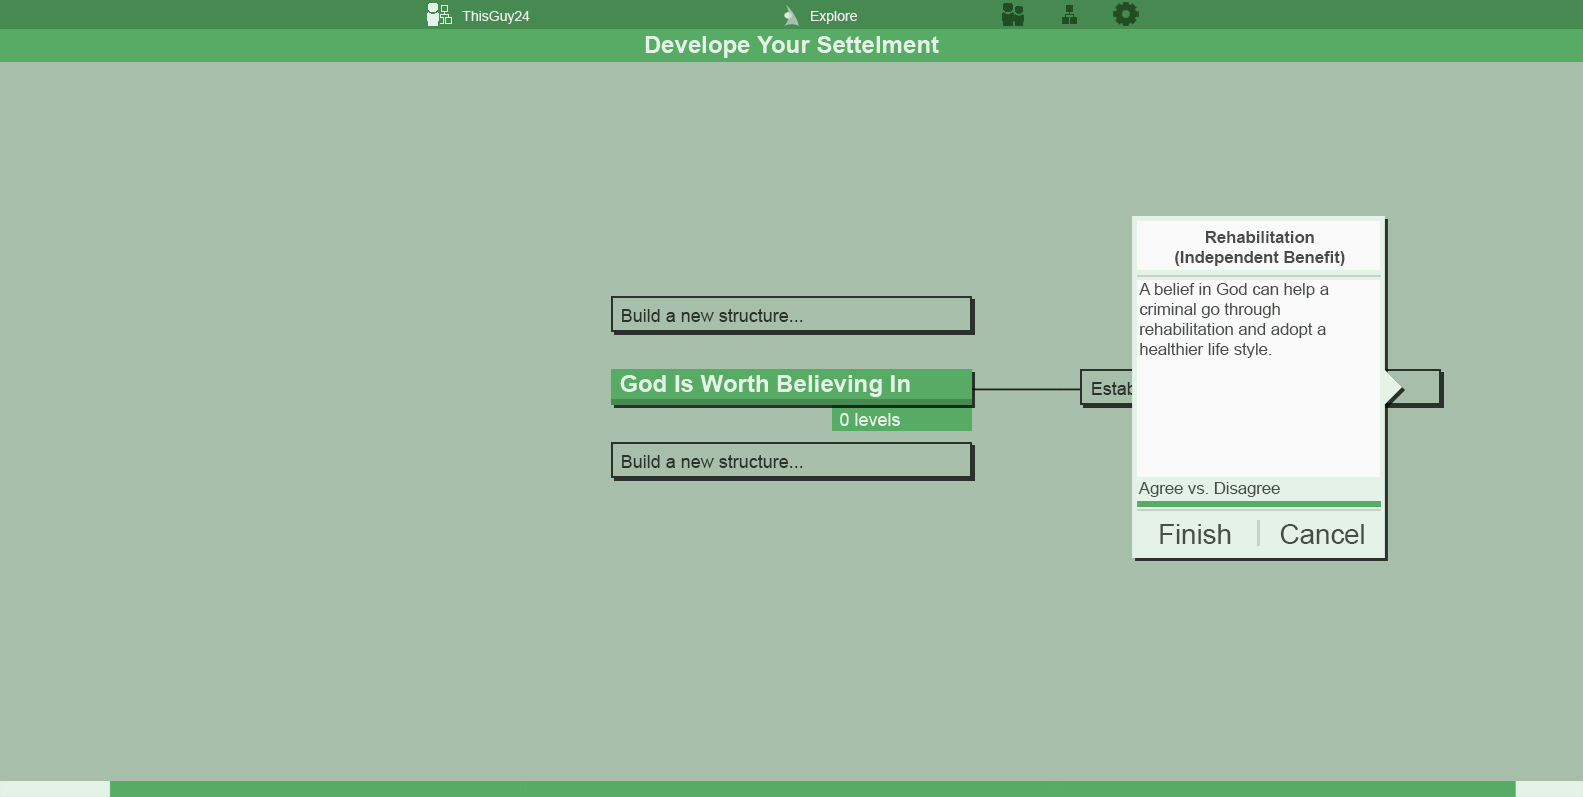 ThisGuy24
Explore
Develope Your Settelment
Rehabilitation
(Independent Benefit)
A belief in God can help a
criminal go through
rehabilitation and adopt a
healthier life style.
Build a new structure...
God Is Worth Believing In
Estab
0 levels
Build a new structure...
Agree vs. Disagree
Finish | Cancel